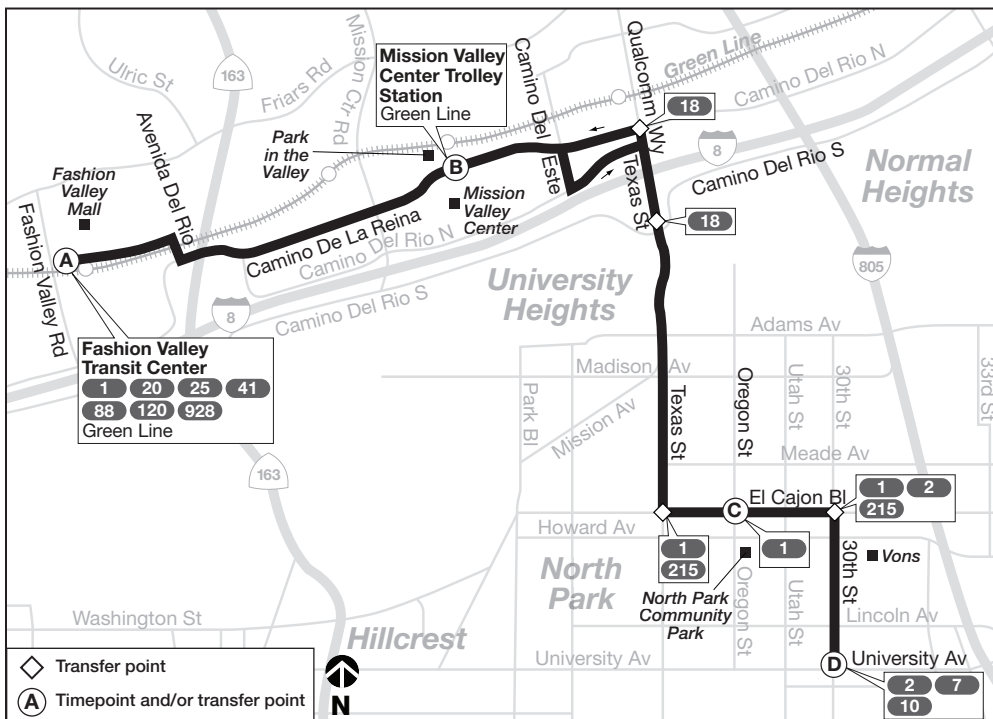 Ulric St
163
Friars Rd
Mission Ctr Rd
Mission Valley
Center Trolley
Station
Green Line
Camino Del
Este
Qualcomm
Wy
Green Line
Camino Del Rio N
18
8
Camino Del Rio S
Normal
Heights
Avenida Del Rio
Park
in the
Valley
B
Mission
Valley
Center
Texas St
18
Fashion
Valley
Mall
Fashion Valley Rd
A
Camino De La Reina
Camino Del Rio N
8
Camino Del Rio S
University
Heights
805
Fashion Valley
Transit Center
1 20 25 41
88 120 928
Green Line
163
Adams Av
Madison Av
Park Bl
Mission Av
Texas St
Oregon St
Utah St
30th St
33rd St
Meade Av
El Cajon Bl
1 2
215
C
Howard Av
1
215
1
North
Park
North Park
Community
Park
Oregon St
Utah St
30th St
Vons
Lincoln Av
Washington St
Hillcrest
University Av
D
University Av
2 7
10
Transfer point
A Timepoint and/or transfer point
N